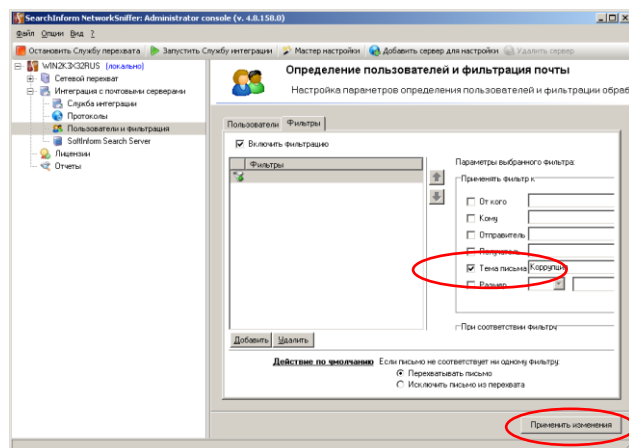 SearchInform NetworkSniffer: Administrator console (v. 4.0.150.0)
Файл Опции Вид ?
Остановить Службу перехвата Запустить Службу интеграции Мастер настройки Добавить сервер для настройки Удалить сервер
WIN2K3X32RUS (локально)
Сетевой перехват
Интеграция с почтовыми серверами
Служба интеграции
Протоколы
Пользователи и фильтрация
SoftInform Search Server
Лицензии
Отчеты
Определение пользователей и фильтрация почты
Настройка параметров определения пользователей и фильтрации обраб
Пользователи Фильтры
Включить фильтрацию
Фильтры
Параметры выбранного фильтра:
Применять фильтр к
От кого
Кому
Отправитель
Получатель
Тема письма Коррупция
Размер
При соответствии фильтру
Добавить Удалить
Действие по умолчанию Если письмо не соответствует ни одному фильтру:
Перехватывать письмо
Исключить письмо из перехвата
Применить изменения